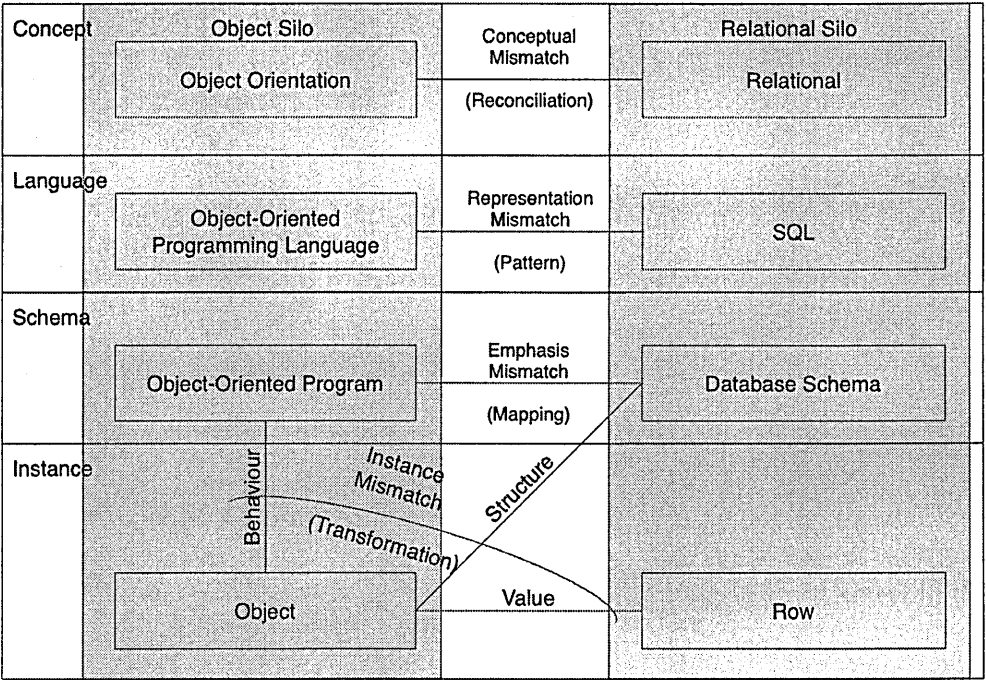 Concept
Object Silo
Object Orientation
Conceptual
Mismatch
(Reconciliation)
Relational Silo
Relational
Language
Object-Oriented
Programming Language
Representation
Mismatch
(Pattern)
SQL
Schema
Object-Oriented Program
Emphasis
Mismatch
(Mapping)
Database Schema
Instance
Behaviour
Instance
Mismatch
(Transformation)
Structure
Object
Value
Row